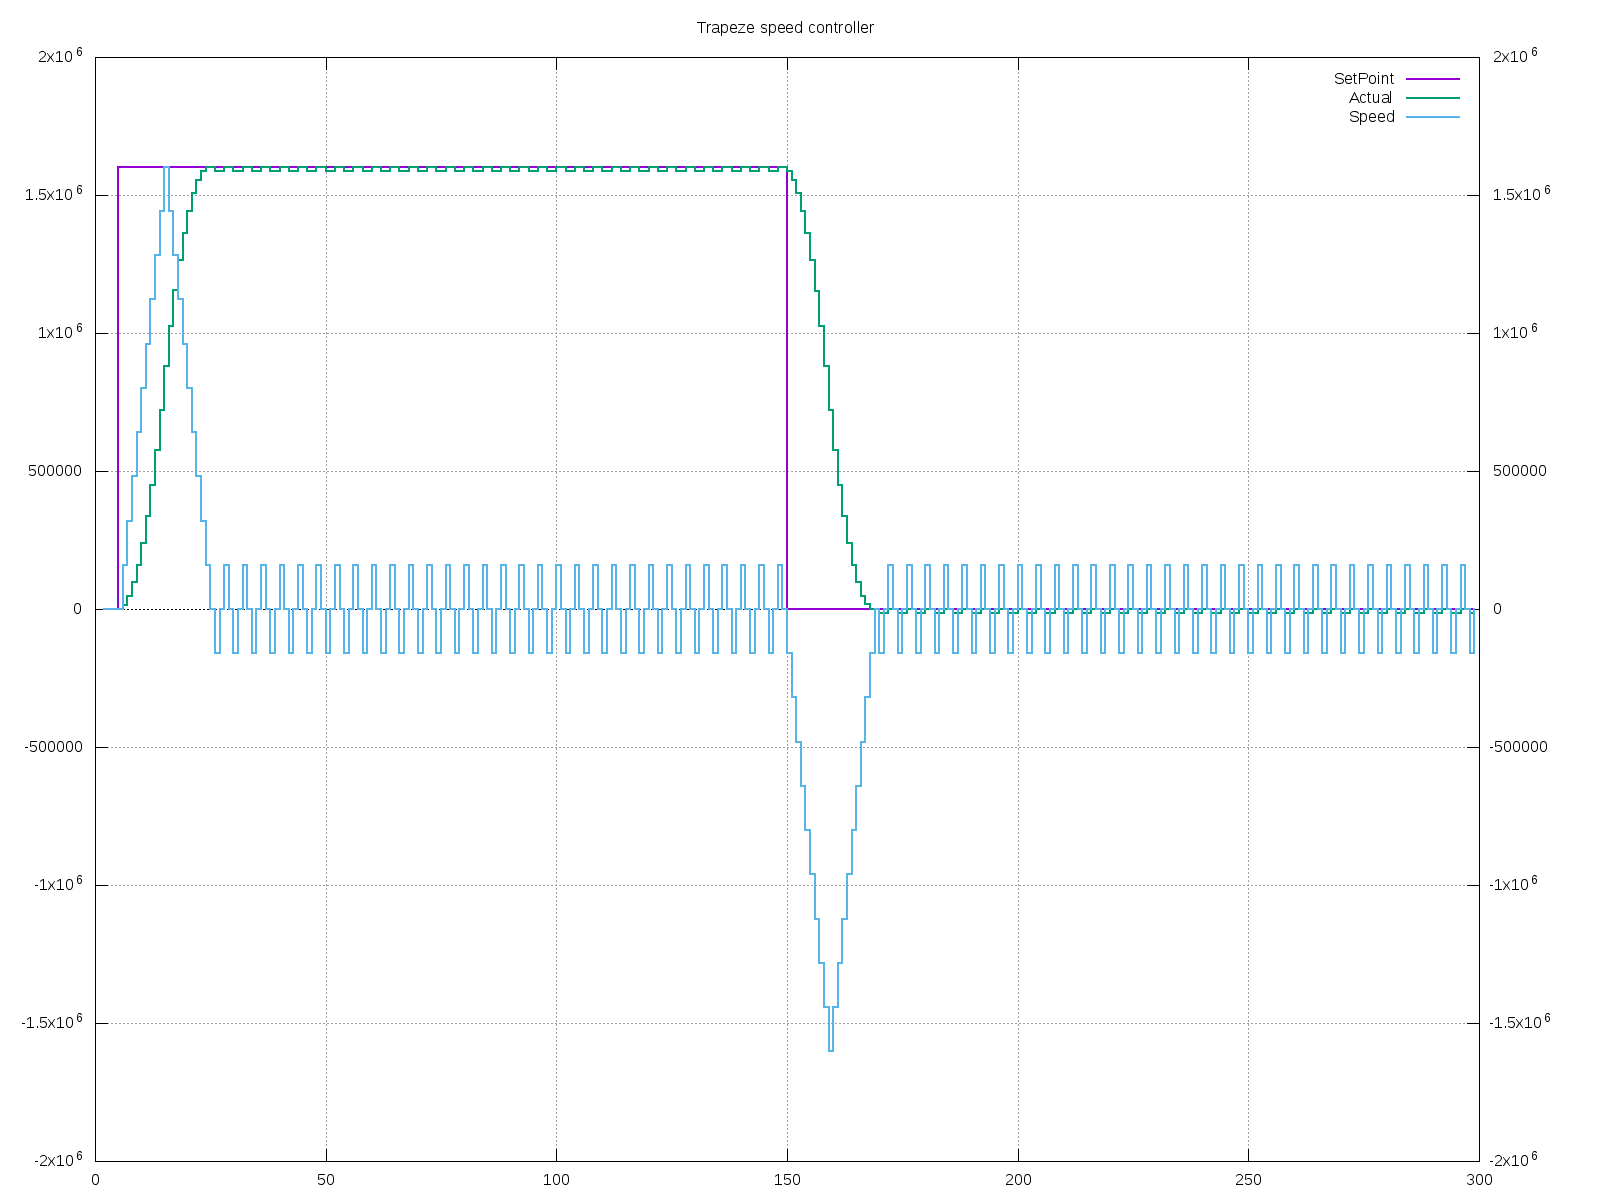 Trapeze speed controller
SetPoint
Actual
Speed
2x10^6 2x10^6
1.5x10^6 1.5x10^6
1x10^6 1x10^6
500000 500000
0 0
-500000 -500000
-1x10^6 -1x10^6
-1.5x10^6 -1.5x10^6
-2x10^6 -2x10^6
0 50 100 150 200 250 300